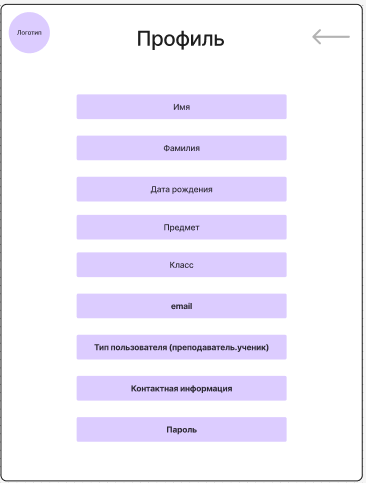 Логотип
Профиль
Имя
Фамилия
Дата рождения
Предмет
Класс
email
Тип пользователя (преподаватель.ученик)
Контактная информация
Пароль